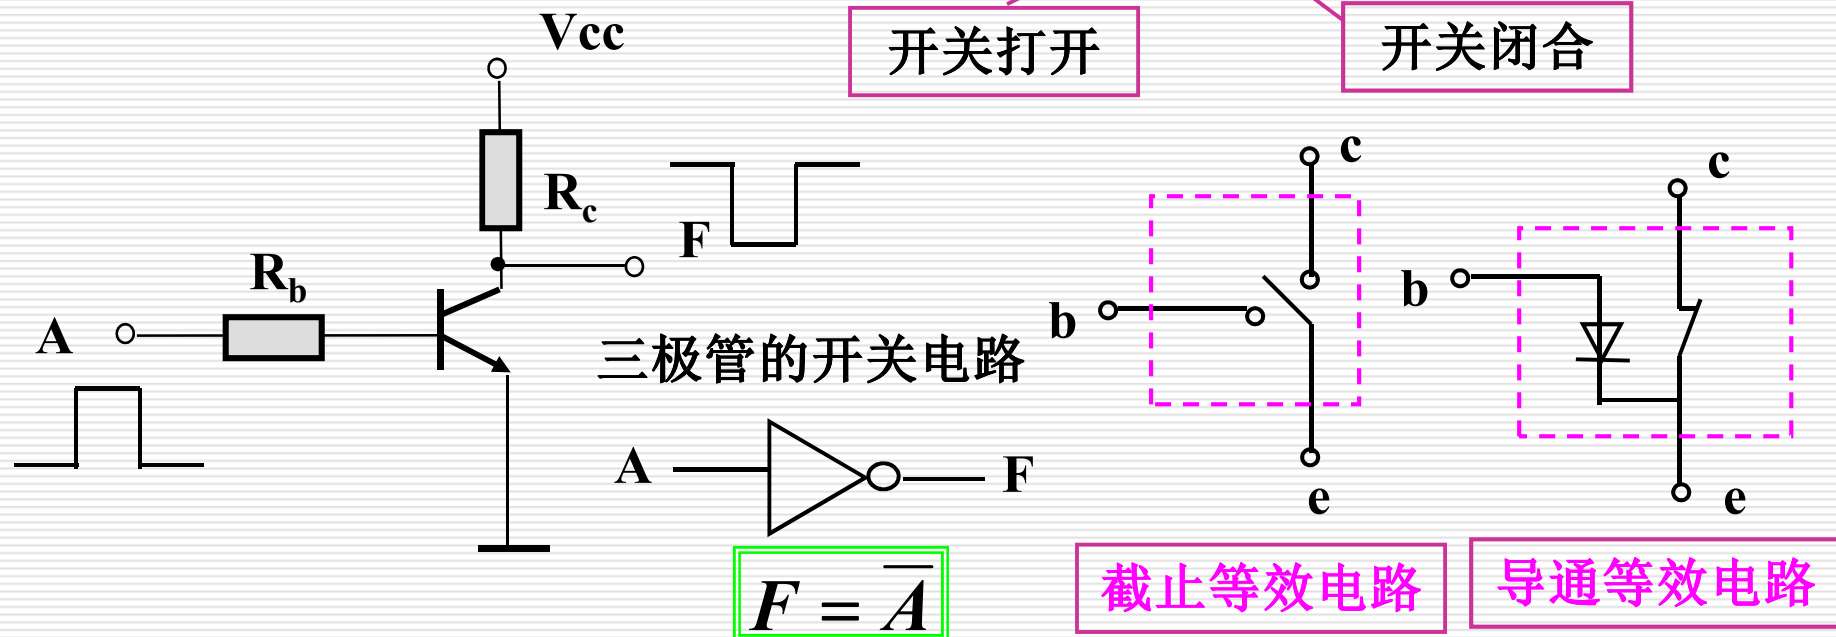 Vcc
开关打开
开关闭合
Rc
F
c
c
Rb
b
b
A
三极管的开关电路
A
F
e
e
F = A̅
截止等效电路
导通等效电路